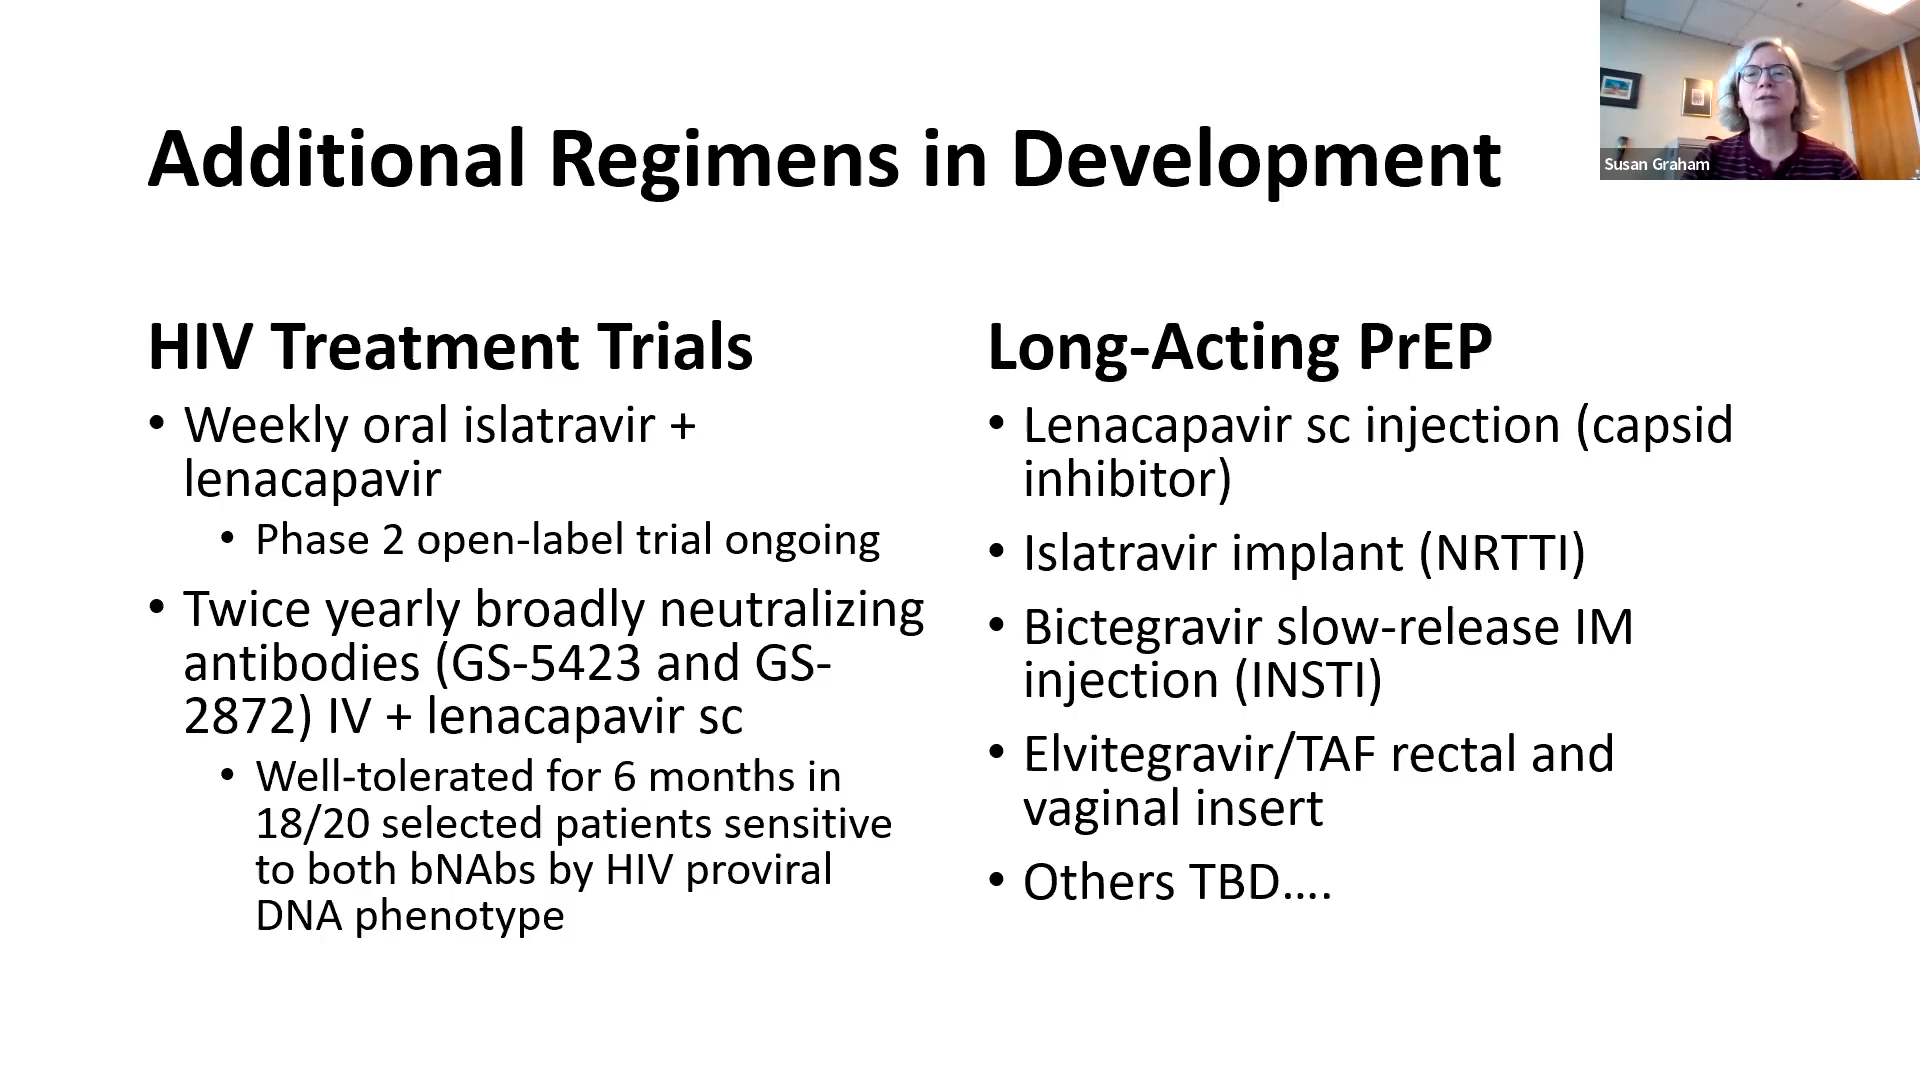 Additional Regimens in Development
Susan Graham
HIV Treatment Trials
• Weekly oral islatravir +
lenacapavir
• Phase 2 open-label trial ongoing
• Twice yearly broadly neutralizing
antibodies (GS-5423 and GS-
2872) IV + lenacapavir sc
• Well-tolerated for 6 months in
18/20 selected patients sensitive
to both bNAbs by HIV proviral
DNA phenotype
Long-Acting PrEP
• Lenacapavir sc injection (capsid
inhibitor)
• Islatravir implant (NRTTI)
• Bictegravir slow-release IM
injection (INSTI)
• Elvitegravir/TAF rectal and
vaginal insert
• Others TBD....